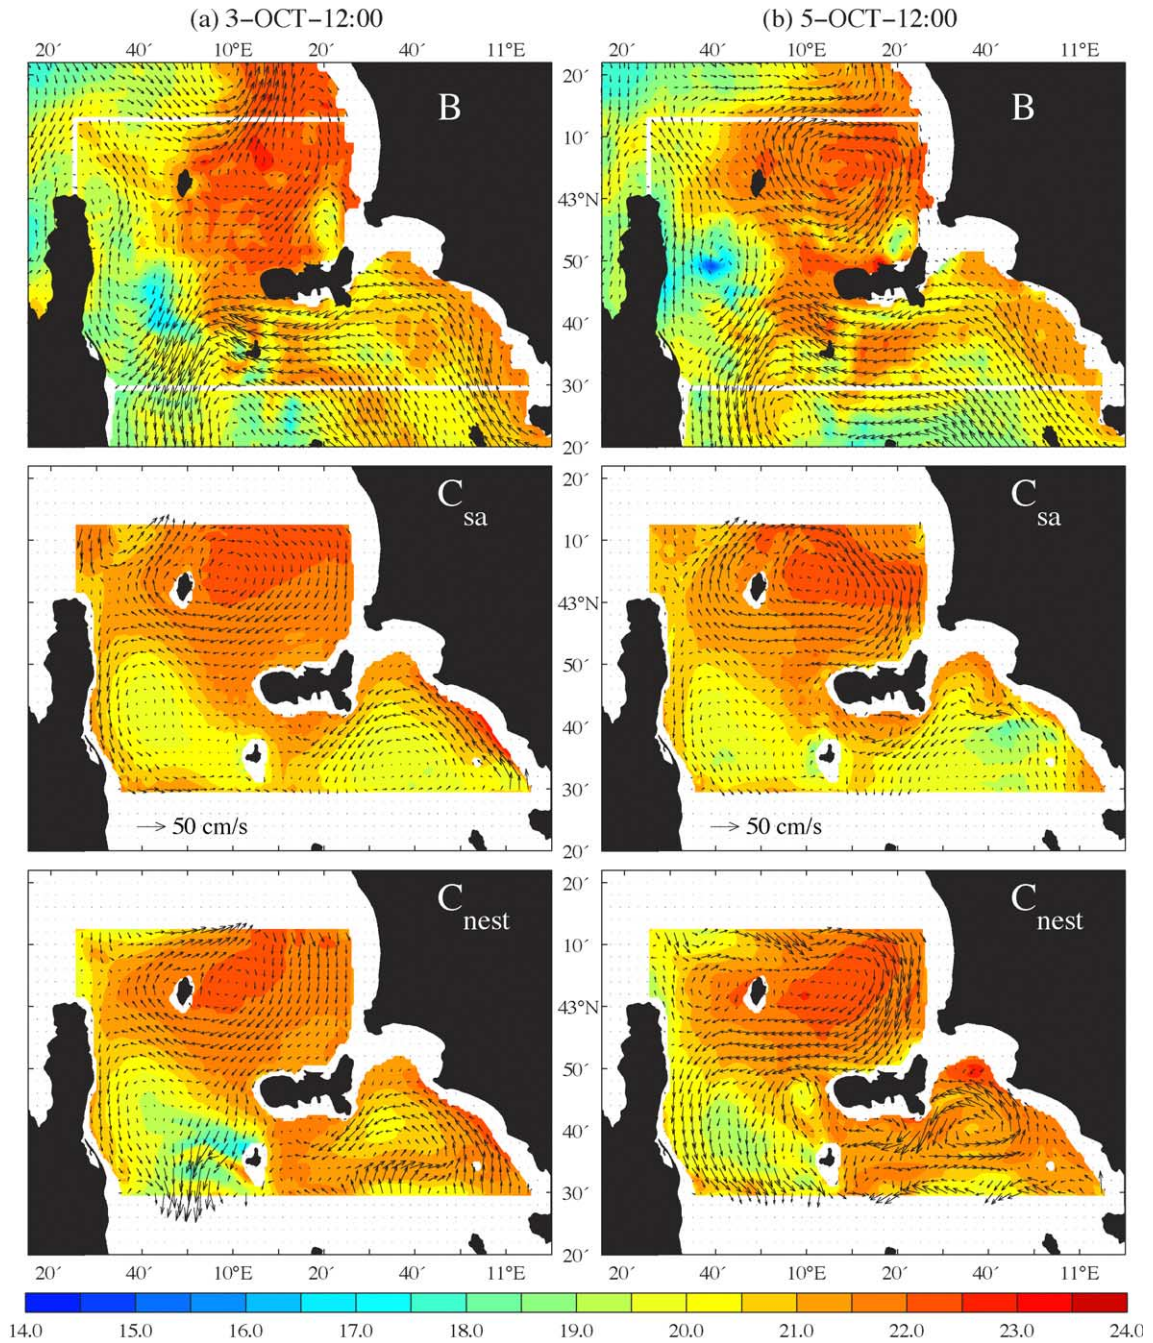 (a) 3–OCT–12:00 (b) 5–OCT–12:00
20´ 40´ 10°E 20´ 40´ 11°E 20´ 40´ 10°E 20´ 40´ 11°E
B 20´ B
10´
43°N
50´
40´
30´
20´
C sa 20´ C sa
10´
43°N
50´
40´
30´
50 cm/s 50 cm/s
20´
C nest 20´ C nest
10´
43°N
50´
40´
30´
20´
20´ 40´ 10°E 20´ 40´ 11°E 20´ 40´ 10°E 20´ 40´ 11°E
14.0 15.0 16.0 17.0 18.0 19.0 20.0 21.0 22.0 23.0 24.0